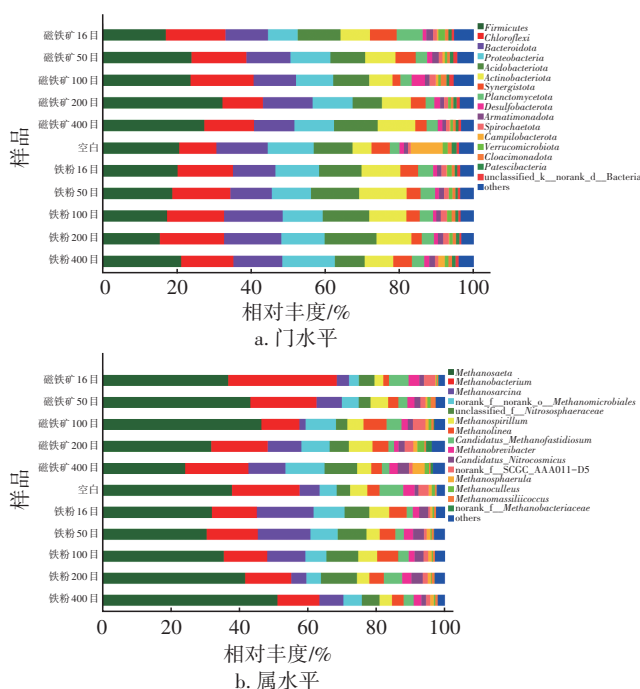 样品
磁铁矿16目
磁铁矿50目
磁铁矿100目
磁铁矿200目
磁铁矿400目
空白
铁粉16目
铁粉50目
铁粉100目
铁粉200目
铁粉400目
Firmicutes
Chloroflexi
Bacteroidota
Proteobacteria
Acidobacteriota
Actinobacteriota
Synergistota
Planctomycetota
Desulfobacterota
Armatimonadota
Spirochaetota
Campilobacterota
Verrucomicrobiota
Cloacimonadota
Patescibacteria
unclassified_k__norank_d__Bacteria
others
0 20 40 60 80 100
相对丰度/%
a. 门水平
样品
磁铁矿16目
磁铁矿50目
磁铁矿100目
磁铁矿200目
磁铁矿400目
空白
铁粉16目
铁粉50目
铁粉100目
铁粉200目
铁粉400目
Methanosaeta
Methanobacterium
Methanosarcina
norank_f__norank_o__Methanomicrobiales
unclassified_f__Nitrososphaeraceae
Methanospirillum
Methanolinea
Candidatus_Methanofastidiosum
Methanobrevibacter
Candidatus_Nitrocosmicus
norank_f__SCGC_AAA011-D5
Methanosphaerula
Methanoculleus
Methanomassiliicoccus
norank_f__Methanobacteriaceae
others
0 20 40 60 80 100
相对丰度/%
b. 属水平